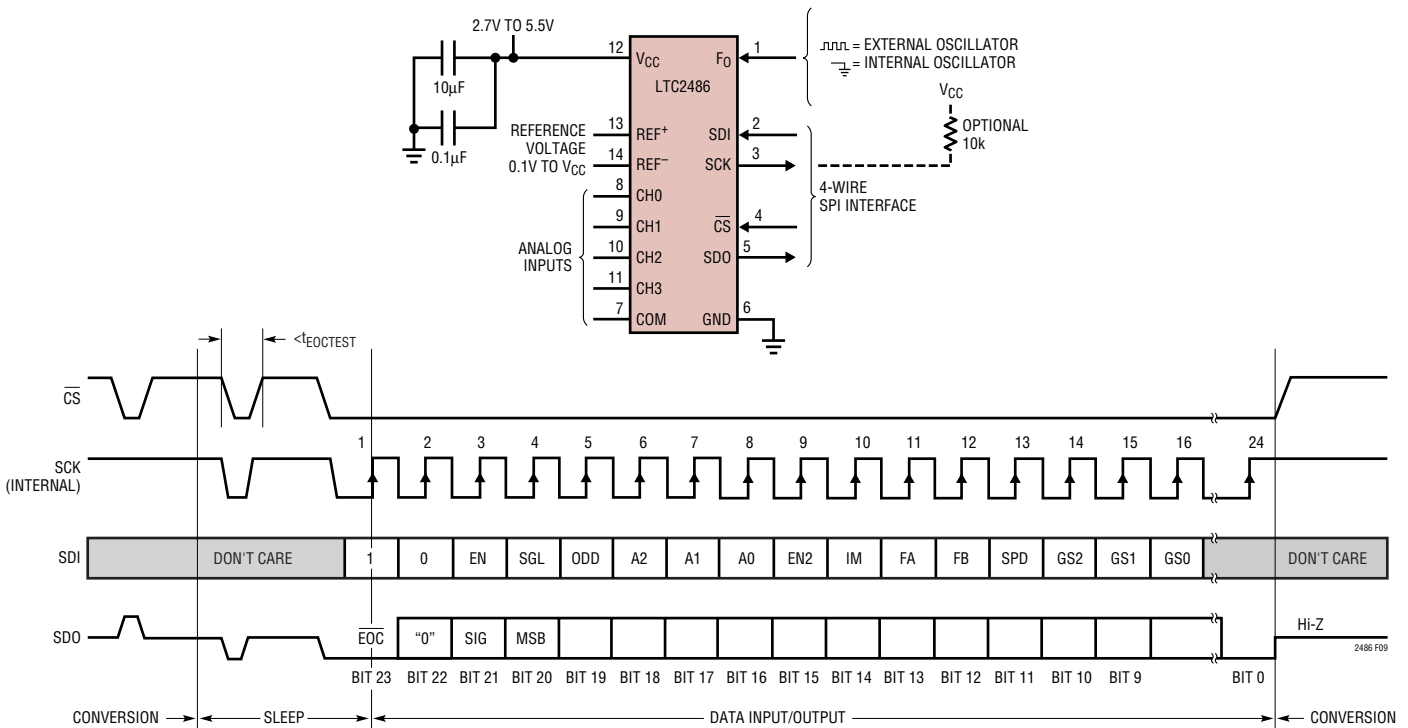 2.7V TO 5.5V
10µF
0.1µF
12
VCC
FO
1
LTC2486
= EXTERNAL OSCILLATOR
= INTERNAL OSCILLATOR
VCC
OPTIONAL
10k
REFERENCE
VOLTAGE
0.1V TO VCC
13
REF+
SDI
2
14
REF–
SCK
3
8
CH0
9
CH1
CS
4
10
CH2
SDO
5
11
CH3
7
COM
GND
6
ANALOG
INPUTS
4-WIRE
SPI INTERFACE
<tEOCTEST
CS
1 2 3 4 5 6 7 8 9 10 11 12 13 14 15 16 24
SCK
(INTERNAL)
SDI DON'T CARE 1 0 EN SGL ODD A2 A1 A0 EN2 IM FA FB SPD GS2 GS1 GS0 DON'T CARE
SDO EOC "0" SIG MSB Hi-Z
2486 F09
BIT 23 BIT 22 BIT 21 BIT 20 BIT 19 BIT 18 BIT 17 BIT 16 BIT 15 BIT 14 BIT 13 BIT 12 BIT 11 BIT 10 BIT 9 BIT 0
CONVERSION SLEEP DATA INPUT/OUTPUT CONVERSION